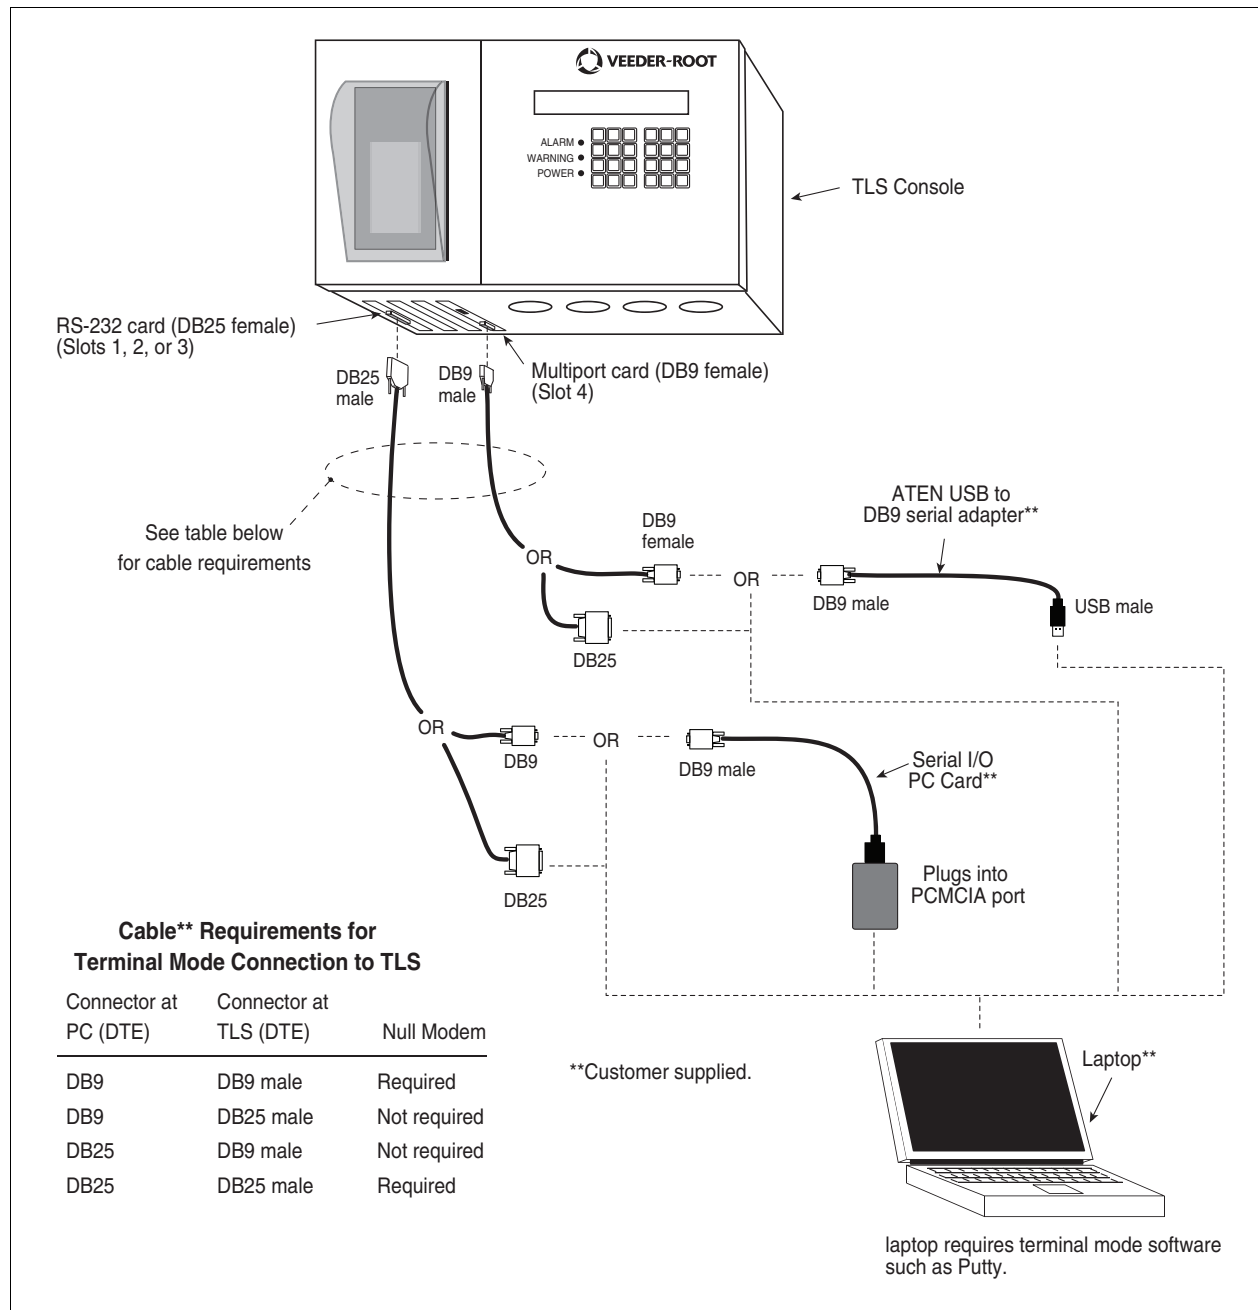 VEEDER-ROOT
ALARM
WARNING
POWER
TLS Console
RS-232 card (DB25 female)
(Slots 1, 2, or 3)
Multiport card (DB9 female)
(Slot 4)
DB25
male
DB9
male
See table below
for cable requirements
ATEN USB to
DB9 serial adapter**
DB9
female
OR
OR
DB9 male
USB male
DB25
OR
DB9
OR
DB9 male
Serial I/O
PC Card**
DB25
Plugs into
PCMCIA port
Cable** Requirements for
Terminal Mode Connection to TLS
Connector at
PC (DTE)
Connector at
TLS (DTE)
Null Modem
DB9 DB9 male Required
DB9 DB25 male Not required
DB25 DB9 male Not required
DB25 DB25 male Required
**Customer supplied.
Laptop**
laptop requires terminal mode software
such as Putty.